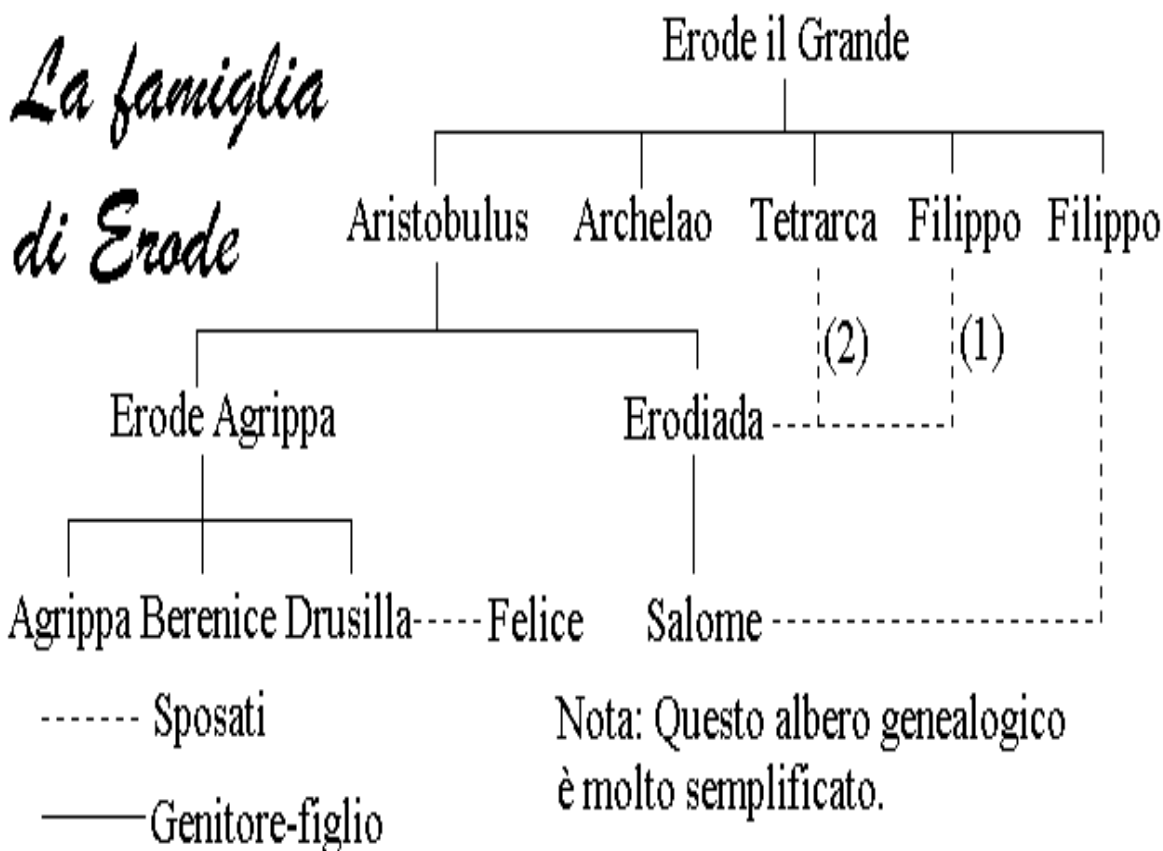 La famiglia
di Erode
Erode il Grande
Aristobulus Archelao Tetrarca Filippo Filippo
(2) (1)
Erode Agrippa Erodiada
Agrippa Berenice Drusilla Felice Salome
Sposati
Genitore-figlio
Nota: Questo albero genealogico
è molto semplificato.